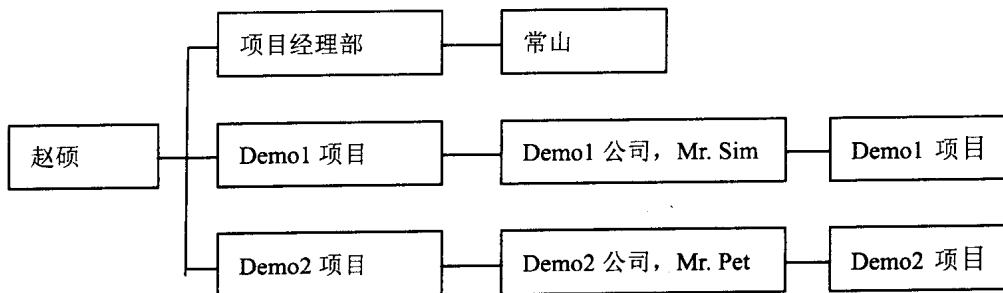 项目经理部
常山
赵硕
Demo1 项目
Demo1 公司，Mr. Sim
Demo1 项目
Demo2 项目
Demo2 公司，Mr. Pet
Demo2 项目